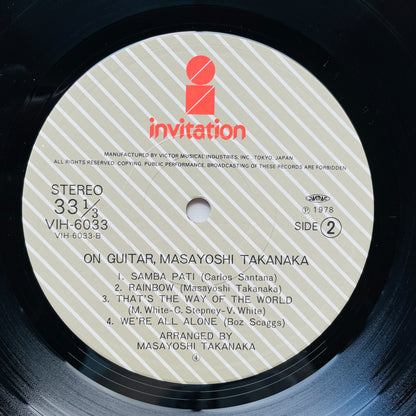 invitation
MANUFACTURED BY VICTOR MUSICAL INDUSTRIES, INC. TOKYO, JAPAN
ALL RIGHTS RESERVED. COPYING, PUBLIC PERFORMANCE, BROADCASTING OF THESE RECORDS ARE FORBIDDEN
STEREO
33 1/3
VIH-6033
VIH-6033-B
Ⓟ 1978
SIDE 2
ON GUITAR, MASAYOSHI TAKANAKA
1. SAMBA PATI (Carlos Santana)
2. RAINBOW (Masayoshi Takanaka)
3. THAT'S THE WAY OF THE WORLD
(M. White-C. Stepney-V. White)
4. WE'RE ALL ALONE (Boz Scaggs)
ARRANGED BY
MASAYOSHI TAKANAKA
④